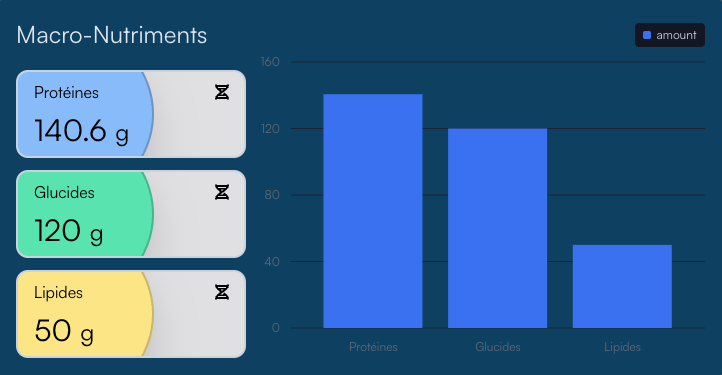 Macro-Nutriments
amount
Protéines
140.6 g
Glucides
120 g
Lipides
50 g
160
120
80
40
0
Protéines
Glucides
Lipides